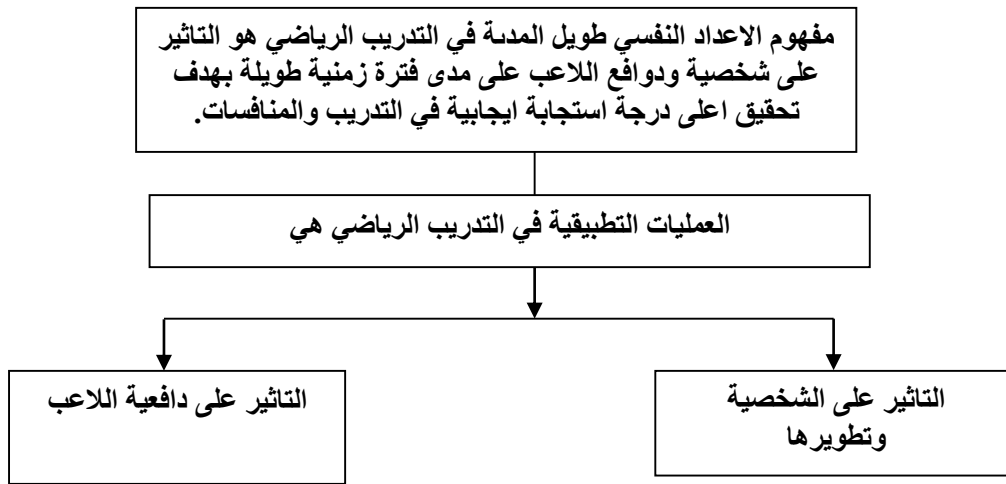 مفهوم الاعداد النفسي طويل المدىة في التدريب الرياضي هو التاثير
على شخصية ودوافع اللاعب على مدى فترة زمنية طويلة بهدف
تحقيق اعلى درجة استجابة ايجابية في التدريب والمنافسات.
العمليات التطبيقية في التدريب الرياضي هي
التاثير على الشخصية
وتطويرها
التاثير على دافعية اللاعب